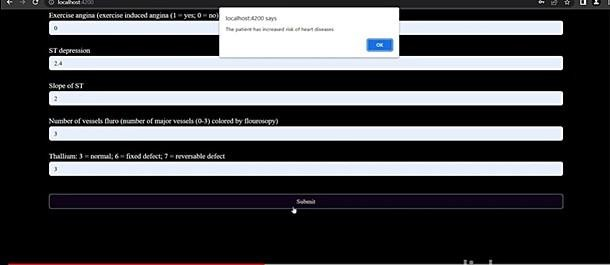 localhost:4200
Exercise angina (exercise induced angina (1 = yes; 0 = no)
0
localhost:4200 says
The patient has increased risk of heart diseases
OK
ST depression
2.4
Slope of ST
2
Number of vessels fluro (number of major vessels (0-3) colored by flourosopy)
3
Thallium: 3 = normal; 6 = fixed defect; 7 = reversable defect
3
Submit